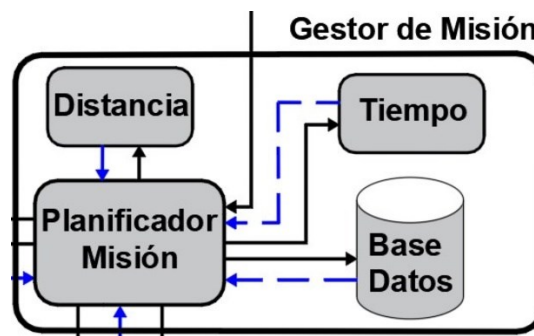 Gestor de Misión
Distancia
Tiempo
Planificador
Misión
Base
Datos